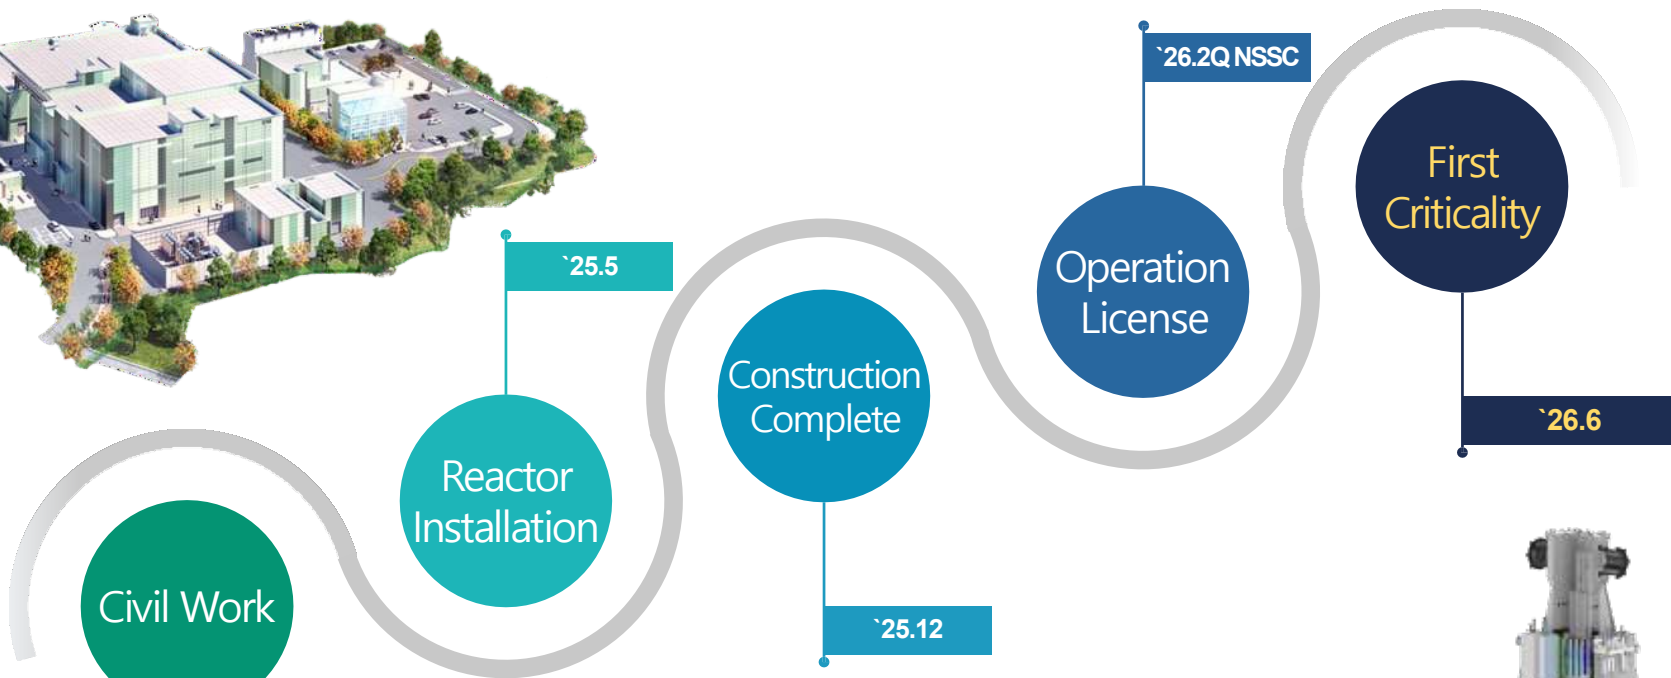 `26.2Q NSSC
First
Criticality
`25.5
Operation
License
Construction
Complete
`26.6
Reactor
Installation
Civil Work
`25.12